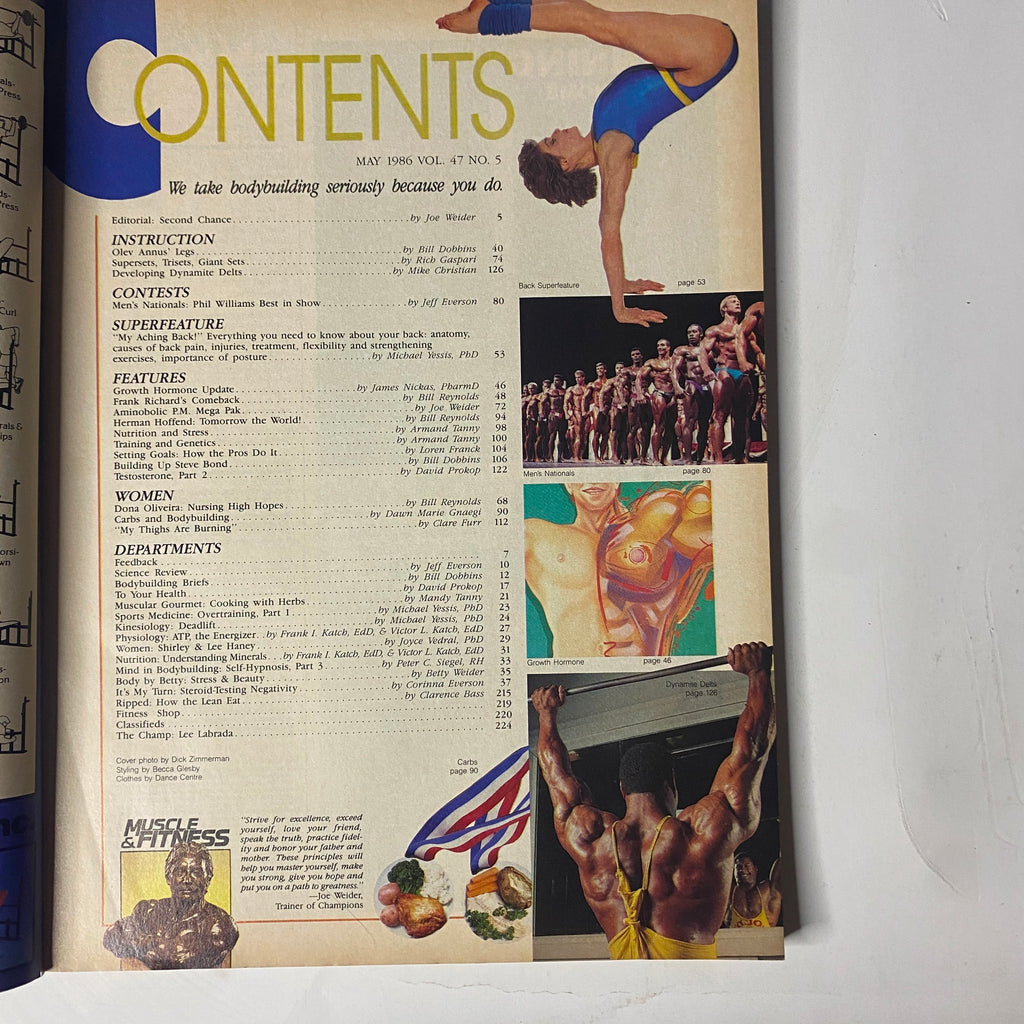 CONTENTS
MAY 1986 VOL. 47 NO. 5
We take bodybuilding seriously because you do.
Editorial: Second Chance by Joe Weider 5
INSTRUCTION
Olev Annus' Legs by Bill Dobbins 40
Supersets, Trisets, Giant Sets by Rich Gaspari 74
Developing Dynamite Delts by Mike Christian 126
CONTESTS
Men's Nationals: Phil Williams Best in Show by Jeff Everson 80
SUPERFEATURE
"My Aching Back!" Everything you need to know about your back: anatomy,
causes of back pain, injuries, treatment, flexibility and strengthening
exercises, importance of posture by Michael Yessis, PhD 53
FEATURES
Growth Hormone Update by James Nickas, PharmD 46
Frank Richard's Comeback by Bill Reynolds 48
Aminobolic P.M. Mega Pak by Joe Weider 72
Herman Hoffend: Tomorrow the World! by Bill Reynolds 94
Nutrition and Stress by Armand Tanny 98
Training and Genetics by Armand Tanny 100
Setting Goals: How the Pros Do It by Loren Franck 104
Building Up Steve Bond by Bill Dobbins 106
Testosterone, Part 2 by David Prokop 122
WOMEN
Dona Oliveira: Nursing High Hopes by Bill Reynolds 68
Carbs and Bodybuilding by Dawn Marie Gnaegi 90
"My Thighs Are Burning" by Clare Furr 112
DEPARTMENTS
Feedback 7
Science Review by Jeff Everson 10
Bodybuilding Briefs by Bill Dobbins 12
To Your Health by David Prokop 17
Muscular Gourmet: Cooking with Herbs by Mandy Tanny 21
Sports Medicine: Overtraining, Part 1 by Michael Yessis, PhD 23
Kinesiology: Deadlift by Michael Yessis, PhD 24
Physiology: ATP, the Energizer by Frank I. Katch, EdD, & Victor L. Katch, EdD 27
Women: Shirley & Lee Haney by Joyce Vedral, PhD 29
Nutrition: Understanding Minerals by Frank I. Katch, EdD, & Victor L. Katch, EdD 31
Mind in Bodybuilding: Self-Hypnosis, Part 3 by Peter C. Siegel, RH 33
Body by Betty: Stress & Beauty by Betty Weider 35
It's My Turn: Steroid-Testing Negativity by Corinna Everson 37
Ripped: How the Lean Eat by Clarence Bass 215
Fitness Shop 219
Classifieds 220
The Champ: Lee Labrada 224
Cover photo by Dick Zimmerman
Styling by Becca Glesby
Clothes by Dance Centre
Carbs
page 90
MUSCLE
& FITNESS
"Strive for excellence, exceed
yourself, love your friend,
speak the truth, practice fidel-
ity and honor your father and
mother. These principles will
help you master yourself, make
you strong, give you hope and
put you on a path to greatness."
—Joe Weider,
Trainer of Champions
Back Superfeature page 53
Men's Nationals page 80
Growth Hormone page 46
Dynamite Delts
page 126